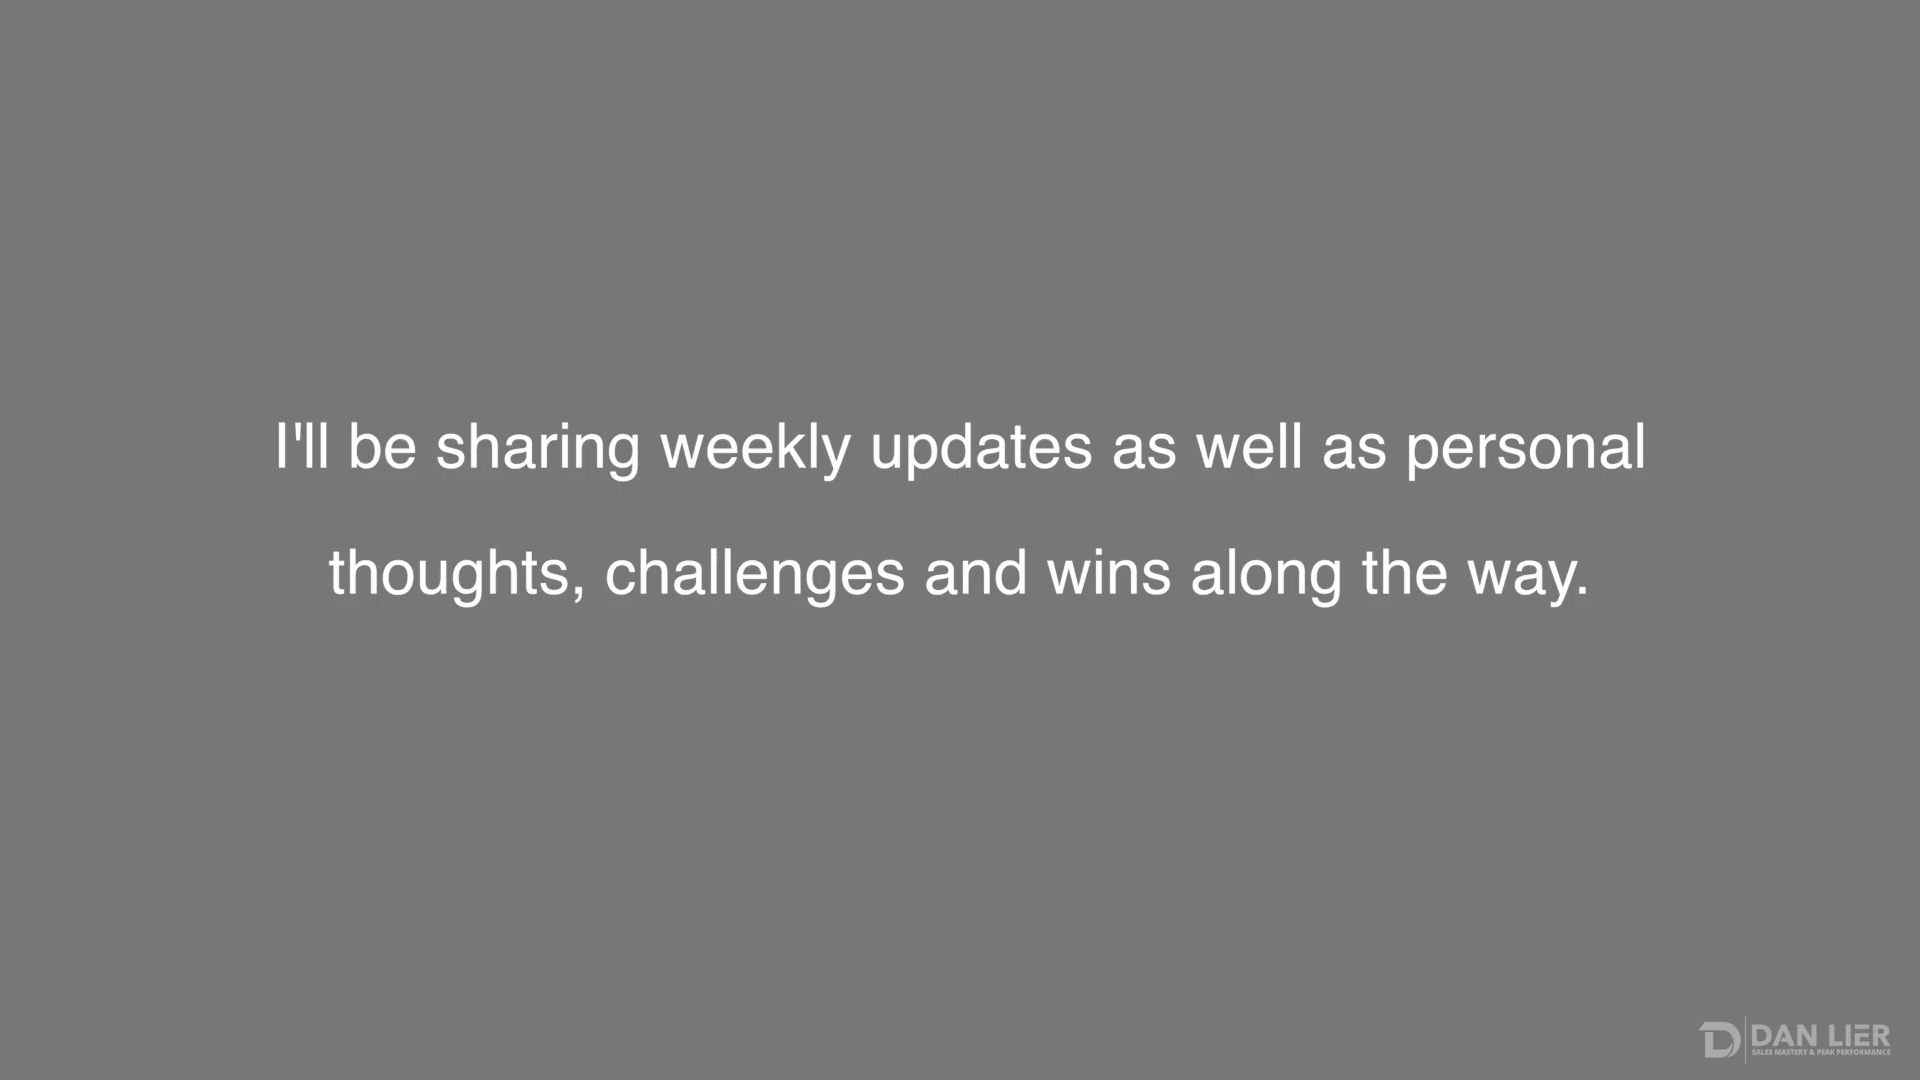 I'll be sharing weekly updates as well as personal
thoughts, challenges and wins along the way.
DAN LIER
SALES MASTERY & PEAK PERFORMANCE